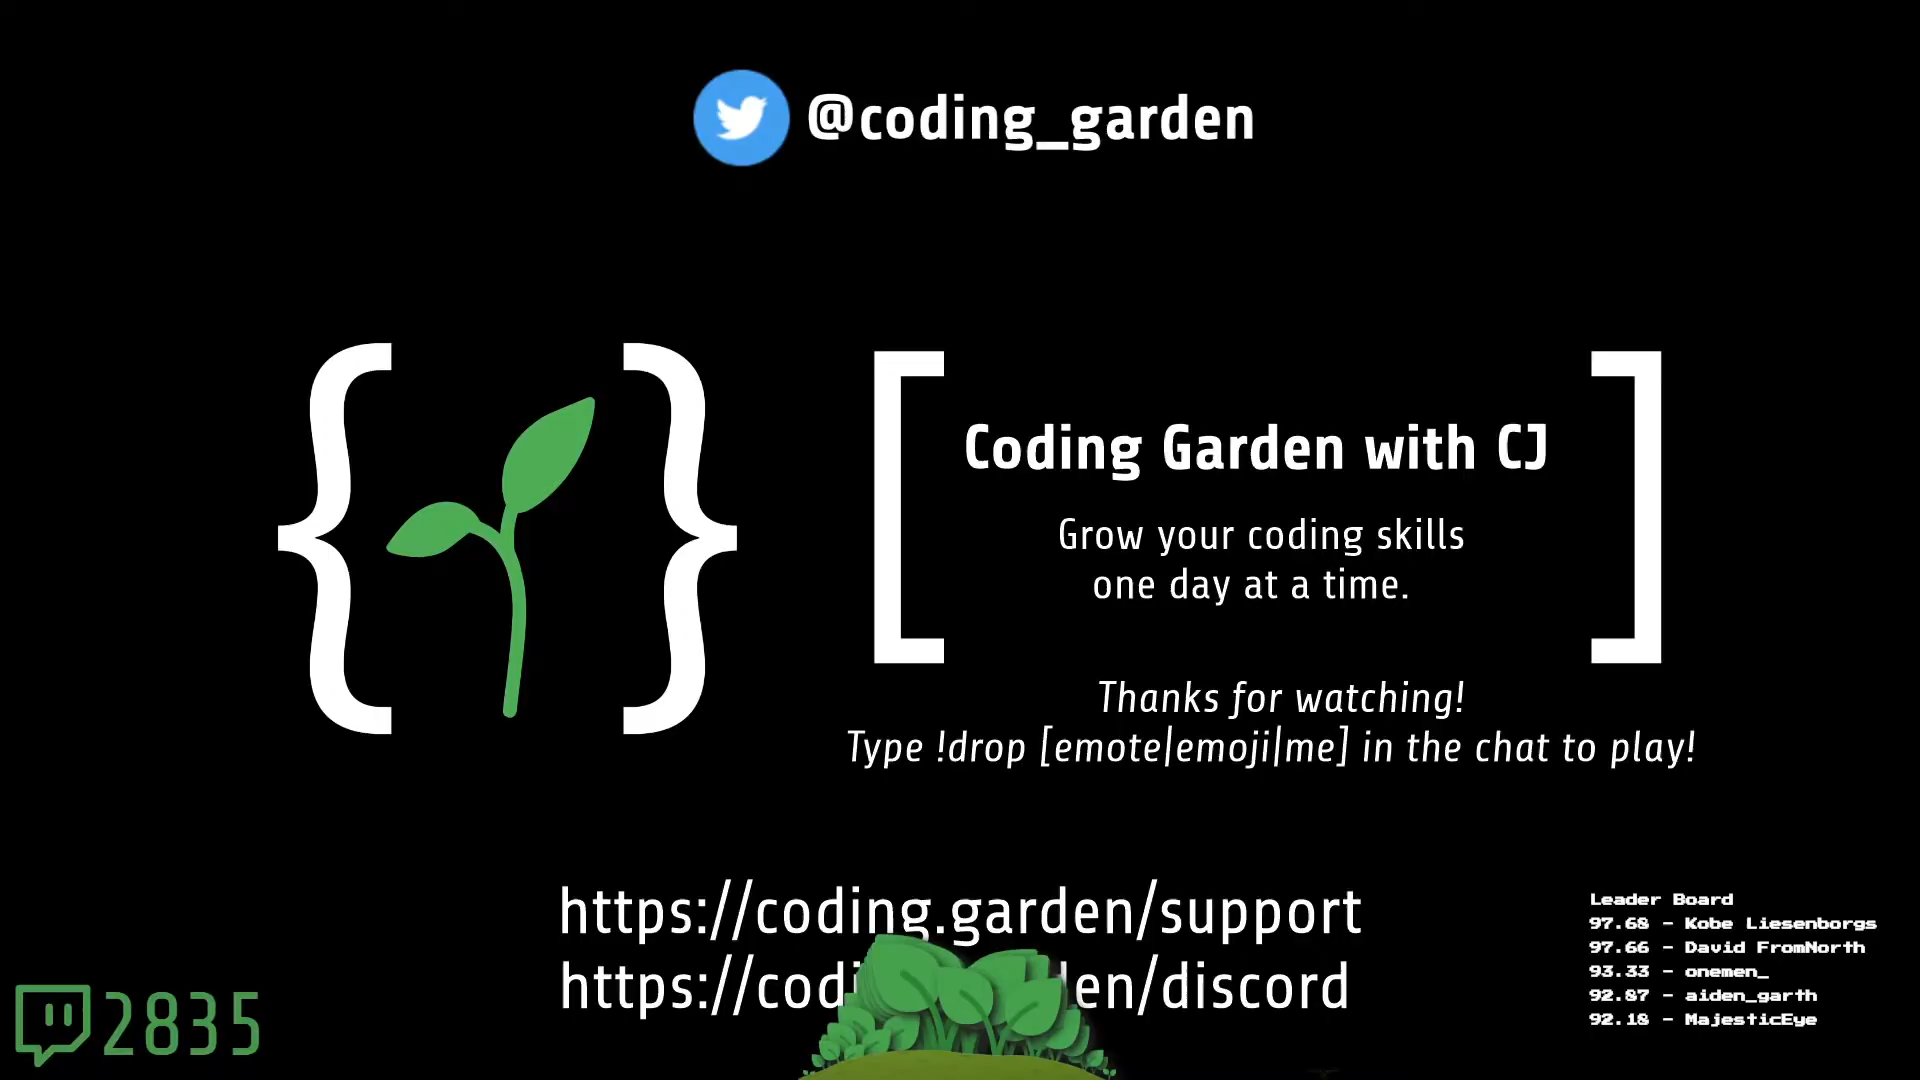 @coding_garden
Coding Garden with CJ
Grow your coding skills
one day at a time.
Thanks for watching!
Type !drop [emote|emoji|me] in the chat to play!
https://coding.garden/support
https://codi en/discord
Leader Board
97.68 - Kobe Liesenborgs
97.66 - David FromNorth
93.33 - onemen_
92.87 - aiden_garth
92.18 - MajesticEye
2835